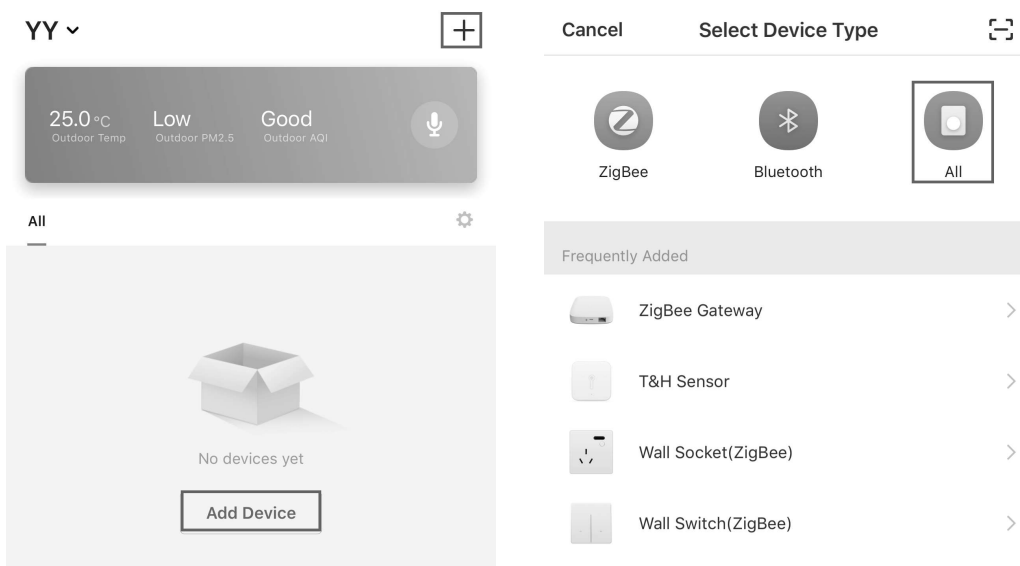 YY
25.0 °C
Outdoor Temp
Low
Outdoor PM2.5
Good
Outdoor AQI
All
No devices yet
Add Device
Cancel
Select Device Type
ZigBee
Bluetooth
All
Frequently Added
ZigBee Gateway
T&H Sensor
Wall Socket(ZigBee)
Wall Switch(ZigBee)